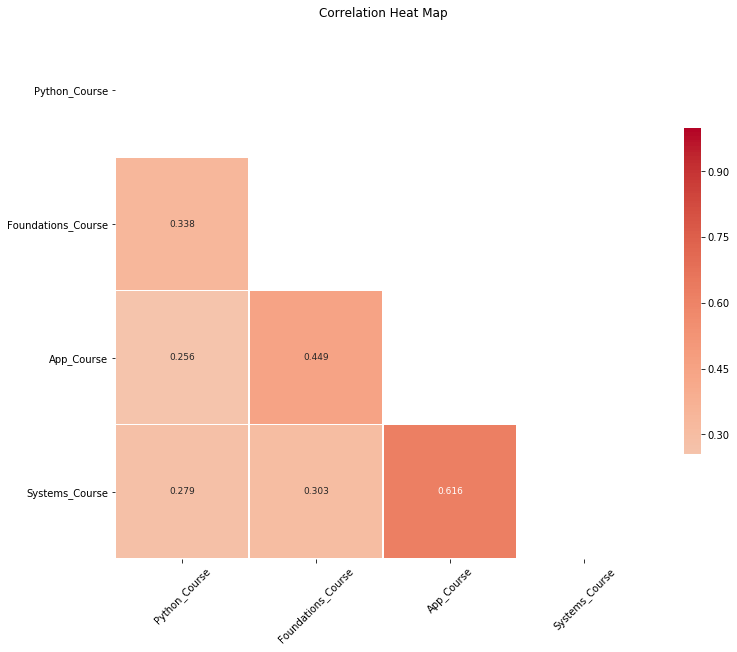 Correlation Heat Map
Python_Course
Foundations_Course
0.338
App_Course
0.256
0.449
Systems_Course
0.279
0.303
0.616
Python_Course
Foundations_Course
App_Course
Systems_Course
0.90
0.75
0.60
0.45
0.30